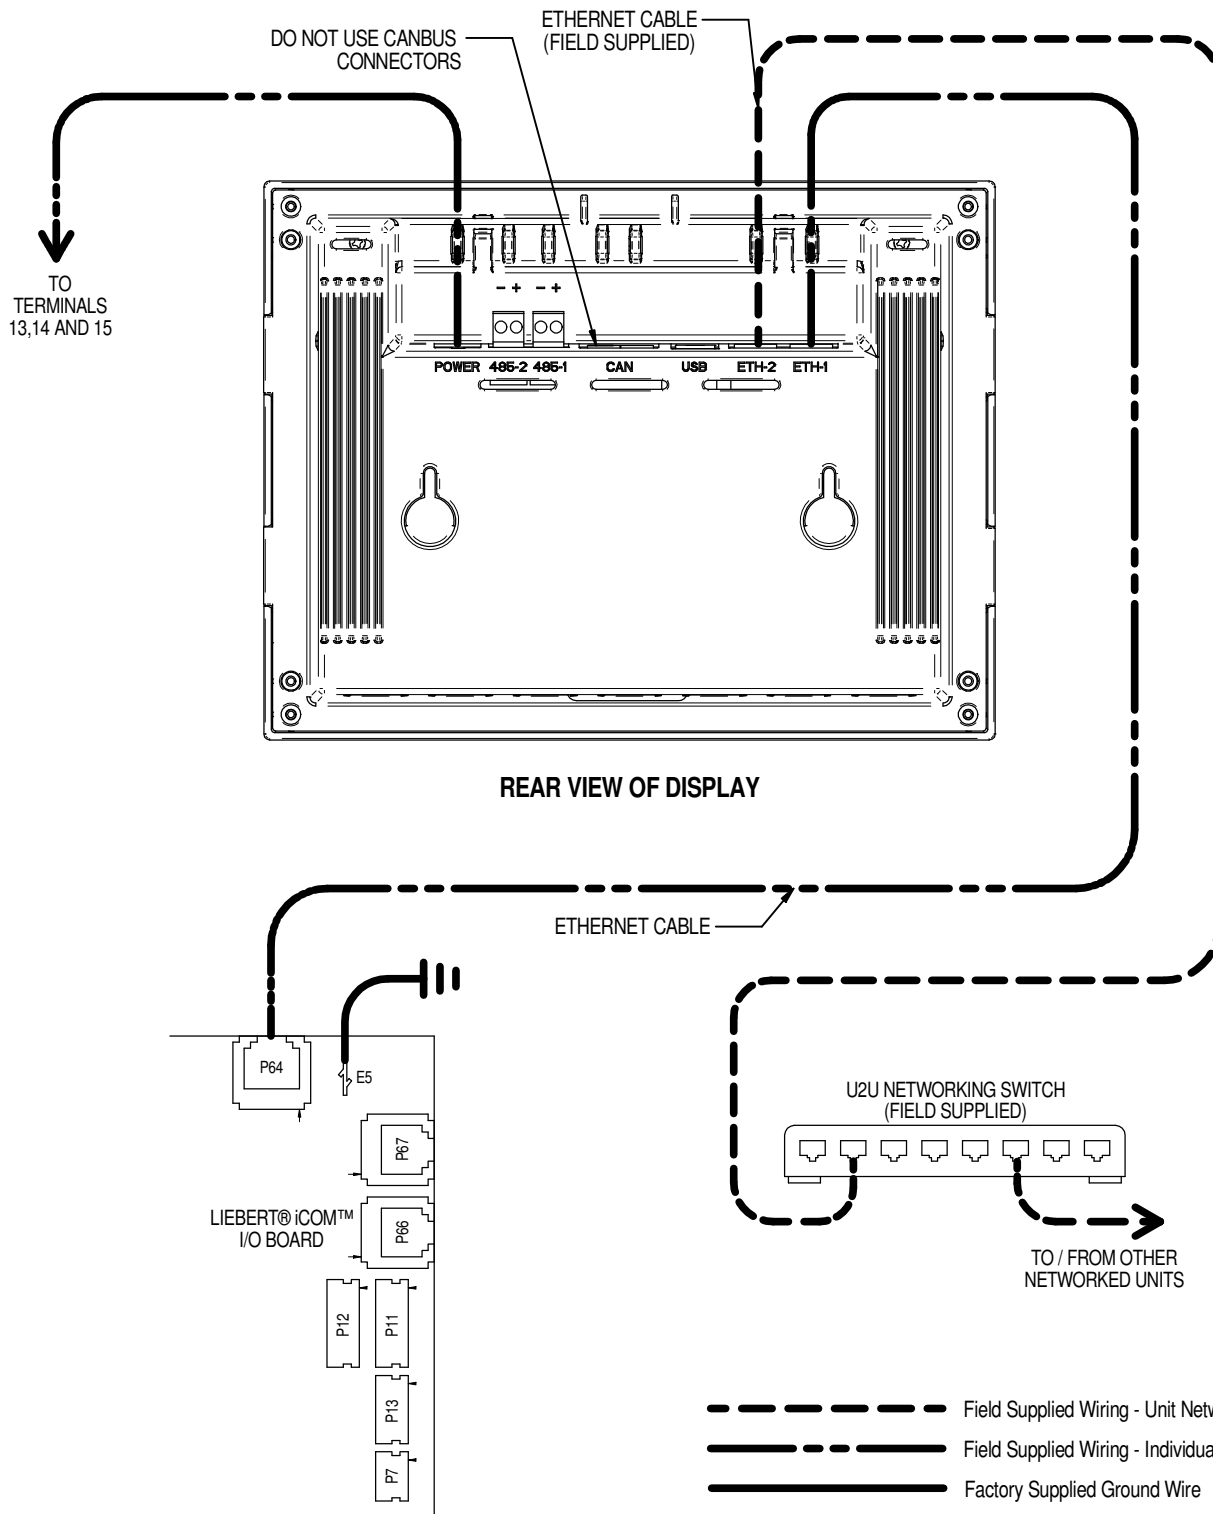 ETHERNET CABLE
(FIELD SUPPLIED)
DO NOT USE CANBUS
CONNECTORS
TO
TERMINALS
13,14 AND 15
- + - +
POWER 485-2 485-1 CAN USB ETH-2 ETH-1
REAR VIEW OF DISPLAY
ETHERNET CABLE
P64
E5
P67
P66
LIEBERT® iCOM™
I/O BOARD
P12
P11
P13
P7
U2U NETWORKING SWITCH
(FIELD SUPPLIED)
TO / FROM OTHER
NETWORKED UNITS
Field Supplied Wiring - Unit Netw
Field Supplied Wiring - Individua
Factory Supplied Ground Wire